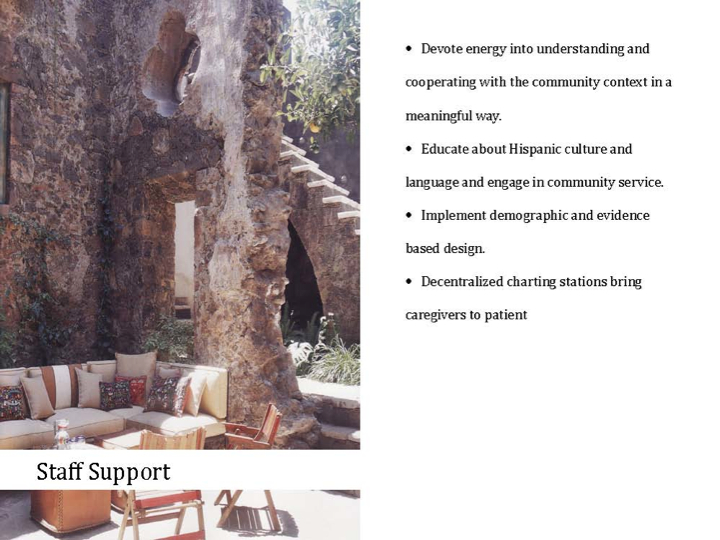 • Devote energy into understanding and
cooperating with the community context in a
meaningful way.
• Educate about Hispanic culture and
language and engage in community service.
• Implement demographic and evidence
based design.
• Decentralized charting stations bring
caregivers to patient
Staff Support